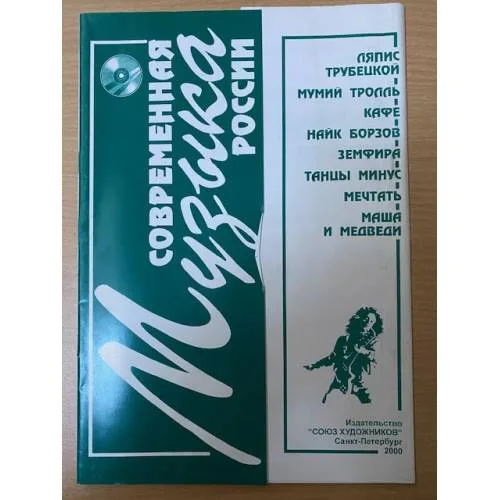 СОВРЕМЕННАЯ
Музыка
РОССИИ
ЛЯПИС
ТРУБЕЦКОЙ
МУМИЙ ТРОЛЛЬ
КАФЕ
НАЙК БОРЗОВ
ЗЕМФИРА
ТАНЦЫ МИНУС
МЕЧТАТЬ
МАША
И МЕДВЕДИ
Издательство
"СОЮЗ ХУДОЖНИКОВ"
Санкт-Петербург
2000